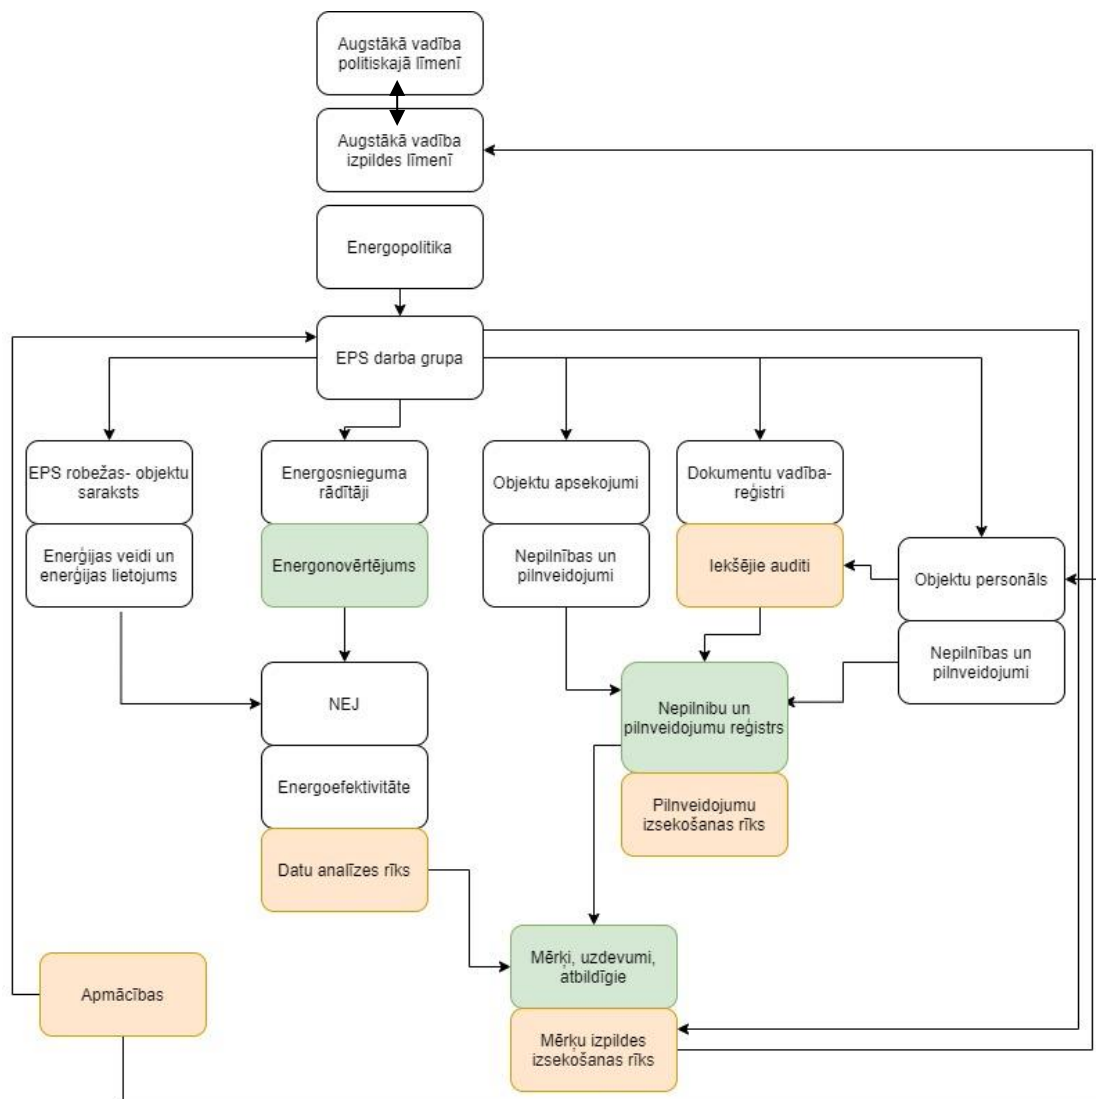 Augstākā vadība
politiskajā līmenī
Augstākā vadība
izpildes līmenī
Energopolitika
EPS darba grupa
EPS robežas- objektu
saraksts
Enerģijas veidi un
enerģijas lietojums
Energosnieguma
rādītāji
Energonovērtējums
Objektu apsekojumi
Nepilnības un
pilnveidojumi
Dokumentu vadība-
reģistri
Iekšējie auditi
Objektu personāls
Nepilnības un
pilnveidojumi
NEJ
Energoefektivitāte
Datu analīzes rīks
Nepilnību un
pilnveidojumu reģistrs
Pilnveidojumu
izsekošanas rīks
Mērķi, uzdevumi,
atbildīgie
Mērķu izpildes
izsekošanas rīks
Apmācības